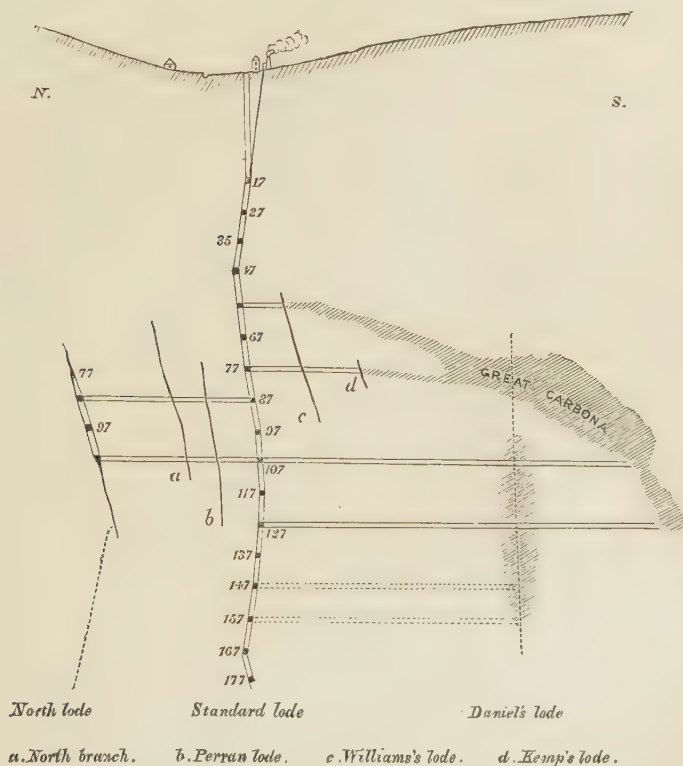 N.
S.
17
27
35
47
67
77
77
d
GREAT CARBONA
87
c
97
97
a
107
117
b
127
137
147
157
167
177
North lode Standard lode Daniel's lode
a. North branch. b. Perran lode. c. Williams's lode. d. Kemp's lode.